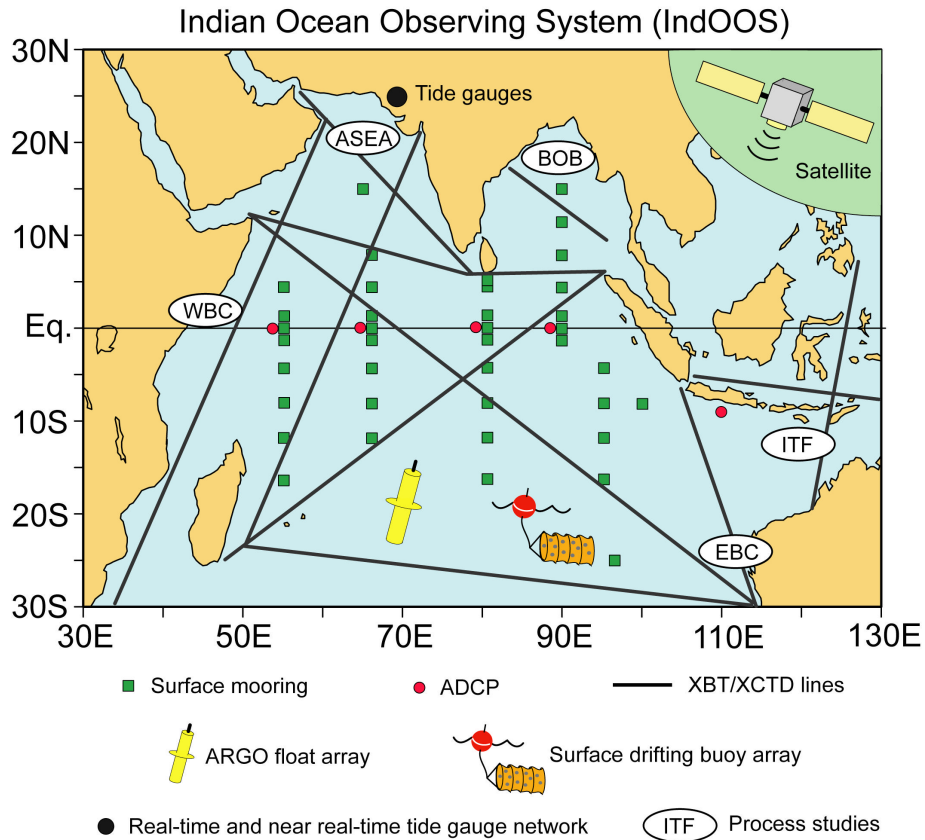 Indian Ocean Observing System (IndOOS)
30N
Tide gauges
ASEA
20N
BOB
Satellite
10N
WBC
Eq.
10S
ITF
20S
EBC
30S
30E 50E 70E 90E 110E 130E
Surface mooring ADCP XBT/XCTD lines
ARGO float array Surface drifting buoy array
Real-time and near real-time tide gauge network ITF Process studies